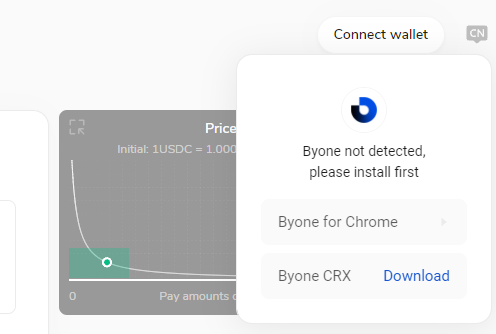 Connect wallet
CN
Byone not detected,
please install first
Byone for Chrome
Byone CRX Download
Price
Initial: 1USDC = 1.000
0 Pay amounts